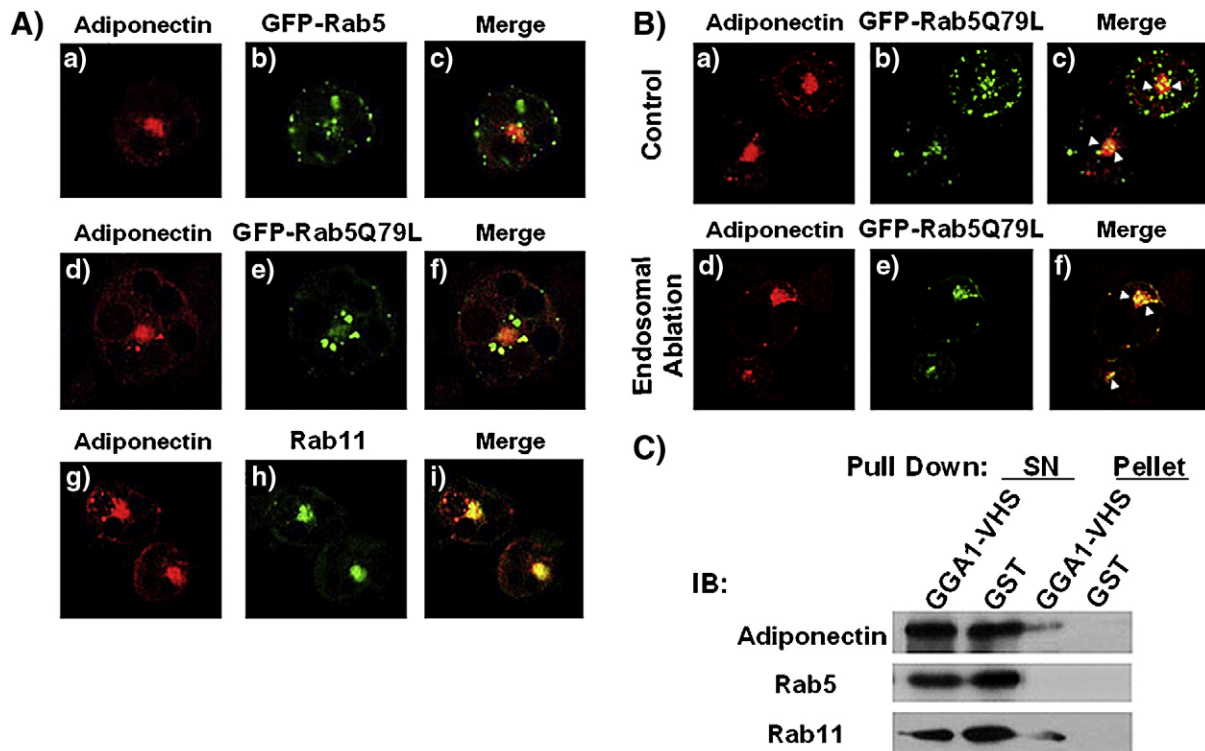 A)
Adiponectin GFP-Rab5 Merge
a) b) c)
Adiponectin GFP-Rab5Q79L Merge
d) e) f)
Adiponectin Rab11 Merge
g) h) i)
B)
Adiponectin GFP-Rab5Q79L Merge
Control
a) b) c)
Adiponectin GFP-Rab5Q79L Merge
Endosomal
Ablation
d) e) f)
C)
Pull Down: SN Pellet
IB: GGA1-VHS GST GGA1-VHS GST
Adiponectin
Rab5
Rab11